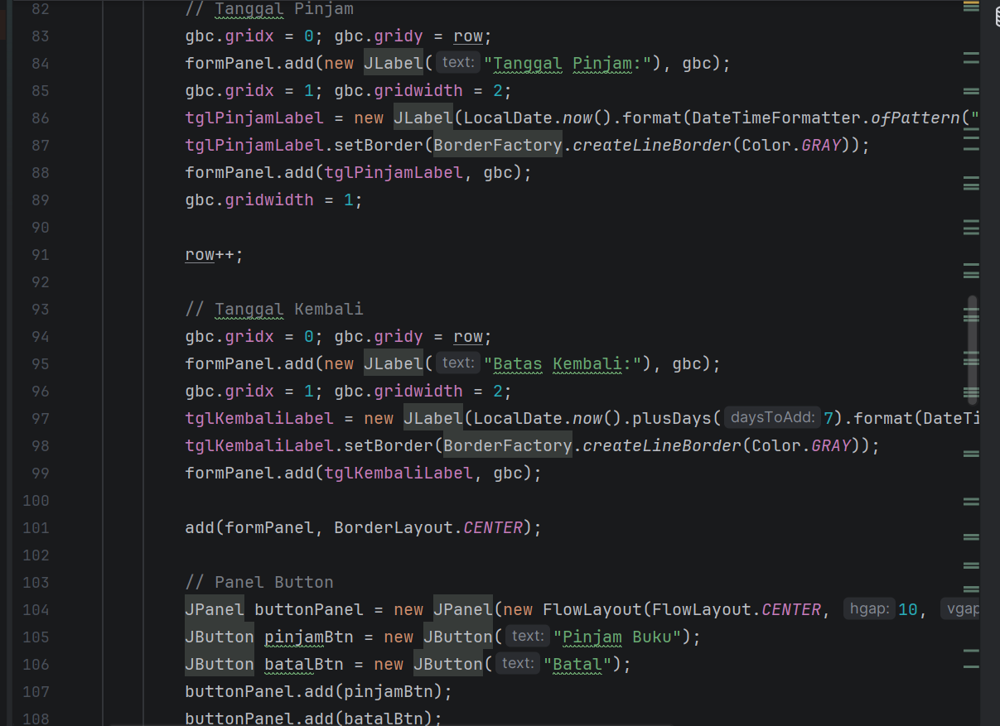 82 // Tanggal Pinjam
83 gbc.gridx = 0; gbc.gridy = row;
84 formPanel.add(new JLabel( text: "Tanggal Pinjam:"), gbc);
85 gbc.gridx = 1; gbc.gridwidth = 2;
86 tglPinjamLabel = new JLabel(LocalDate.now().format(DateTimeFormatter.ofPattern("
87 tglPinjamLabel.setBorder(BorderFactory.createLineBorder(Color.GRAY));
88 formPanel.add(tglPinjamLabel, gbc);
89 gbc.gridwidth = 1;
90
91 row++;
92
93 // Tanggal Kembali
94 gbc.gridx = 0; gbc.gridy = row;
95 formPanel.add(new JLabel( text: "Batas Kembali:"), gbc);
96 gbc.gridx = 1; gbc.gridwidth = 2;
97 tglKembaliLabel = new JLabel(LocalDate.now().plusDays( daysToAdd: 7).format(DateTi
98 tglKembaliLabel.setBorder(BorderFactory.createLineBorder(Color.GRAY));
99 formPanel.add(tglKembaliLabel, gbc);
100
101 add(formPanel, BorderLayout.CENTER);
102
103 // Panel Button
104 JPanel buttonPanel = new JPanel(new FlowLayout(FlowLayout.CENTER, hgap: 10, vgap
105 JButton pinjamBtn = new JButton( text: "Pinjam Buku");
106 JButton batalBtn = new JButton( text: "Batal");
107 buttonPanel.add(pinjamBtn);
108 buttonPanel.add(batalBtn);